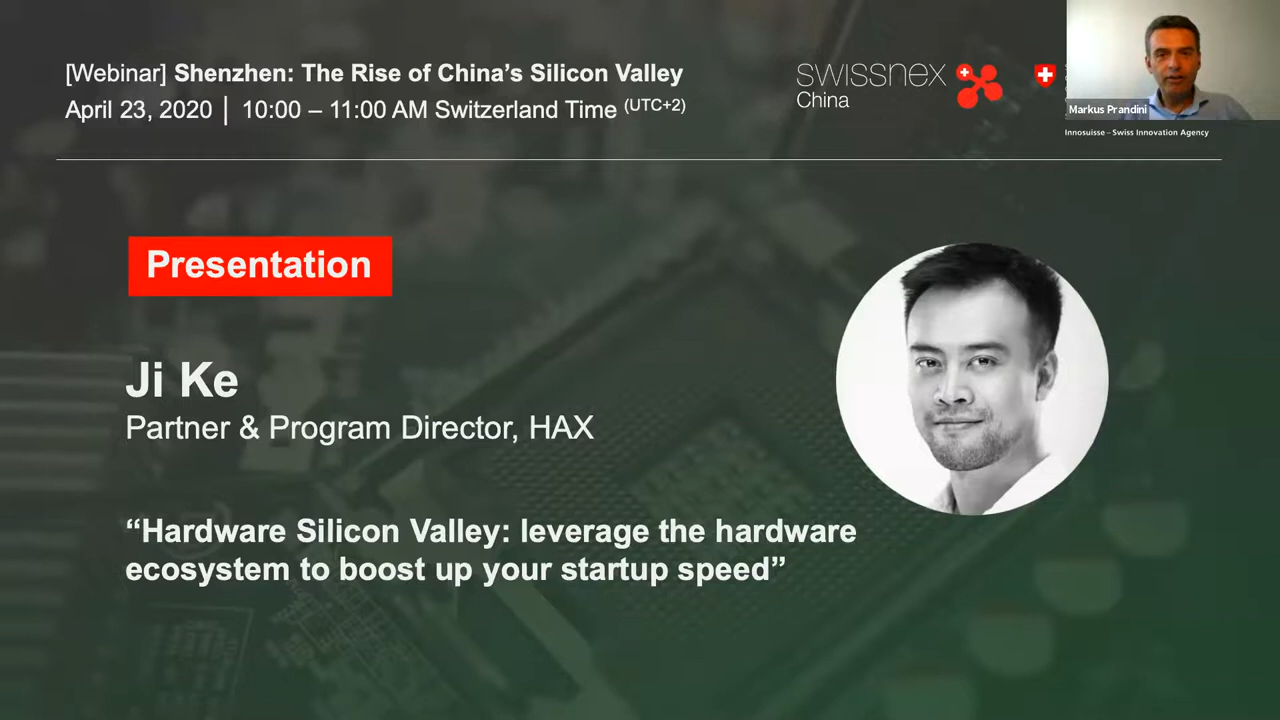 [Webinar] Shenzhen: The Rise of China’s Silicon Valley
April 23, 2020 │ 10:00 – 11:00 AM Switzerland Time (UTC+2)
swissnex
China
Markus Prandini
Innosuisse – Swiss Innovation Agency
Presentation
Ji Ke
Partner & Program Director, HAX
“Hardware Silicon Valley: leverage the hardware
ecosystem to boost up your startup speed”